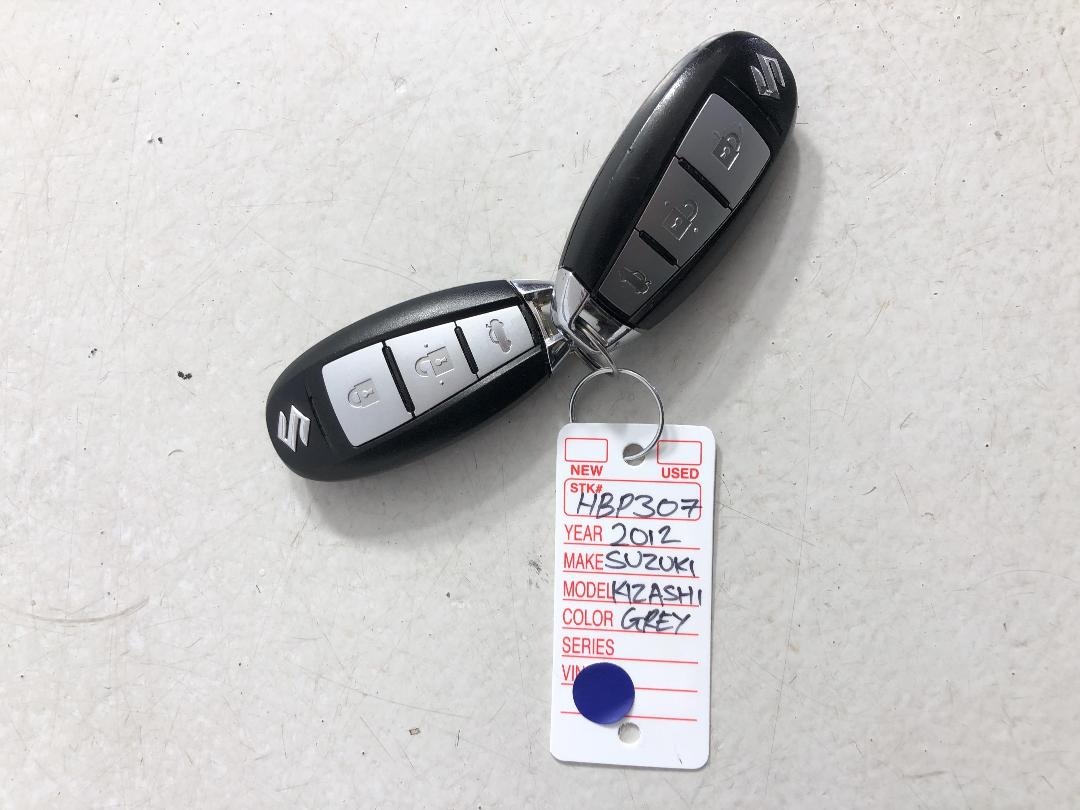 NEW USED
STK#
HBP307
YEAR 2012
MAKE SUZUKI
MODEL KIZASHI
COLOR GREY
SERIES
VIN